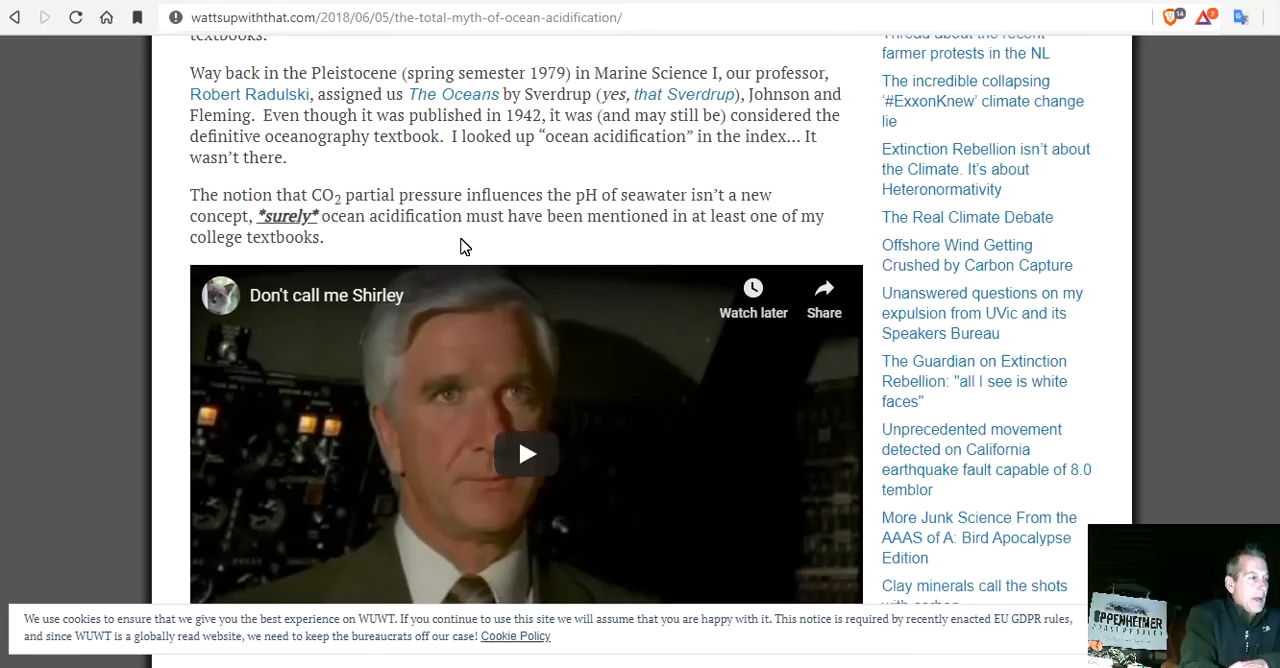 wattsupwiththat.com/2018/06/05/the-total-myth-of-ocean-acidification/
14
7
textbooks.
Way back in the Pleistocene (spring semester 1979) in Marine Science I, our professor,
Robert Radulski, assigned us The Oceans by Sverdrup (yes, that Sverdrup), Johnson and
Fleming. Even though it was published in 1942, it was (and may still be) considered the
definitive oceanography textbook. I looked up “ocean acidification” in the index… It
wasn’t there.
The notion that CO2 partial pressure influences the pH of seawater isn’t a new
concept, *surely* ocean acidification must have been mentioned in at least one of my
college textbooks.
Don't call me Shirley
Watch later
Share
Thread about the recent
farmer protests in the NL
The incredible collapsing
‘#ExxonKnew’ climate change
lie
Extinction Rebellion isn’t about
the Climate. It’s about
Heteronormativity
The Real Climate Debate
Offshore Wind Getting
Crushed by Carbon Capture
Unanswered questions on my
expulsion from UVic and its
Speakers Bureau
The Guardian on Extinction
Rebellion: "all I see is white
faces"
Unprecedented movement
detected on California
earthquake fault capable of 8.0
temblor
More Junk Science From the
AAAS of A: Bird Apocalypse
Edition
Clay minerals call the shots
with carbon
We use cookies to ensure that we give you the best experience on WUWT. If you continue to use this site we will assume that you are happy with it. This notice is required by recently enacted EU GDPR rules,
and since WUWT is a globally read website, we need to keep the bureaucrats off our case! Cookie Policy
OPPENHEIMER